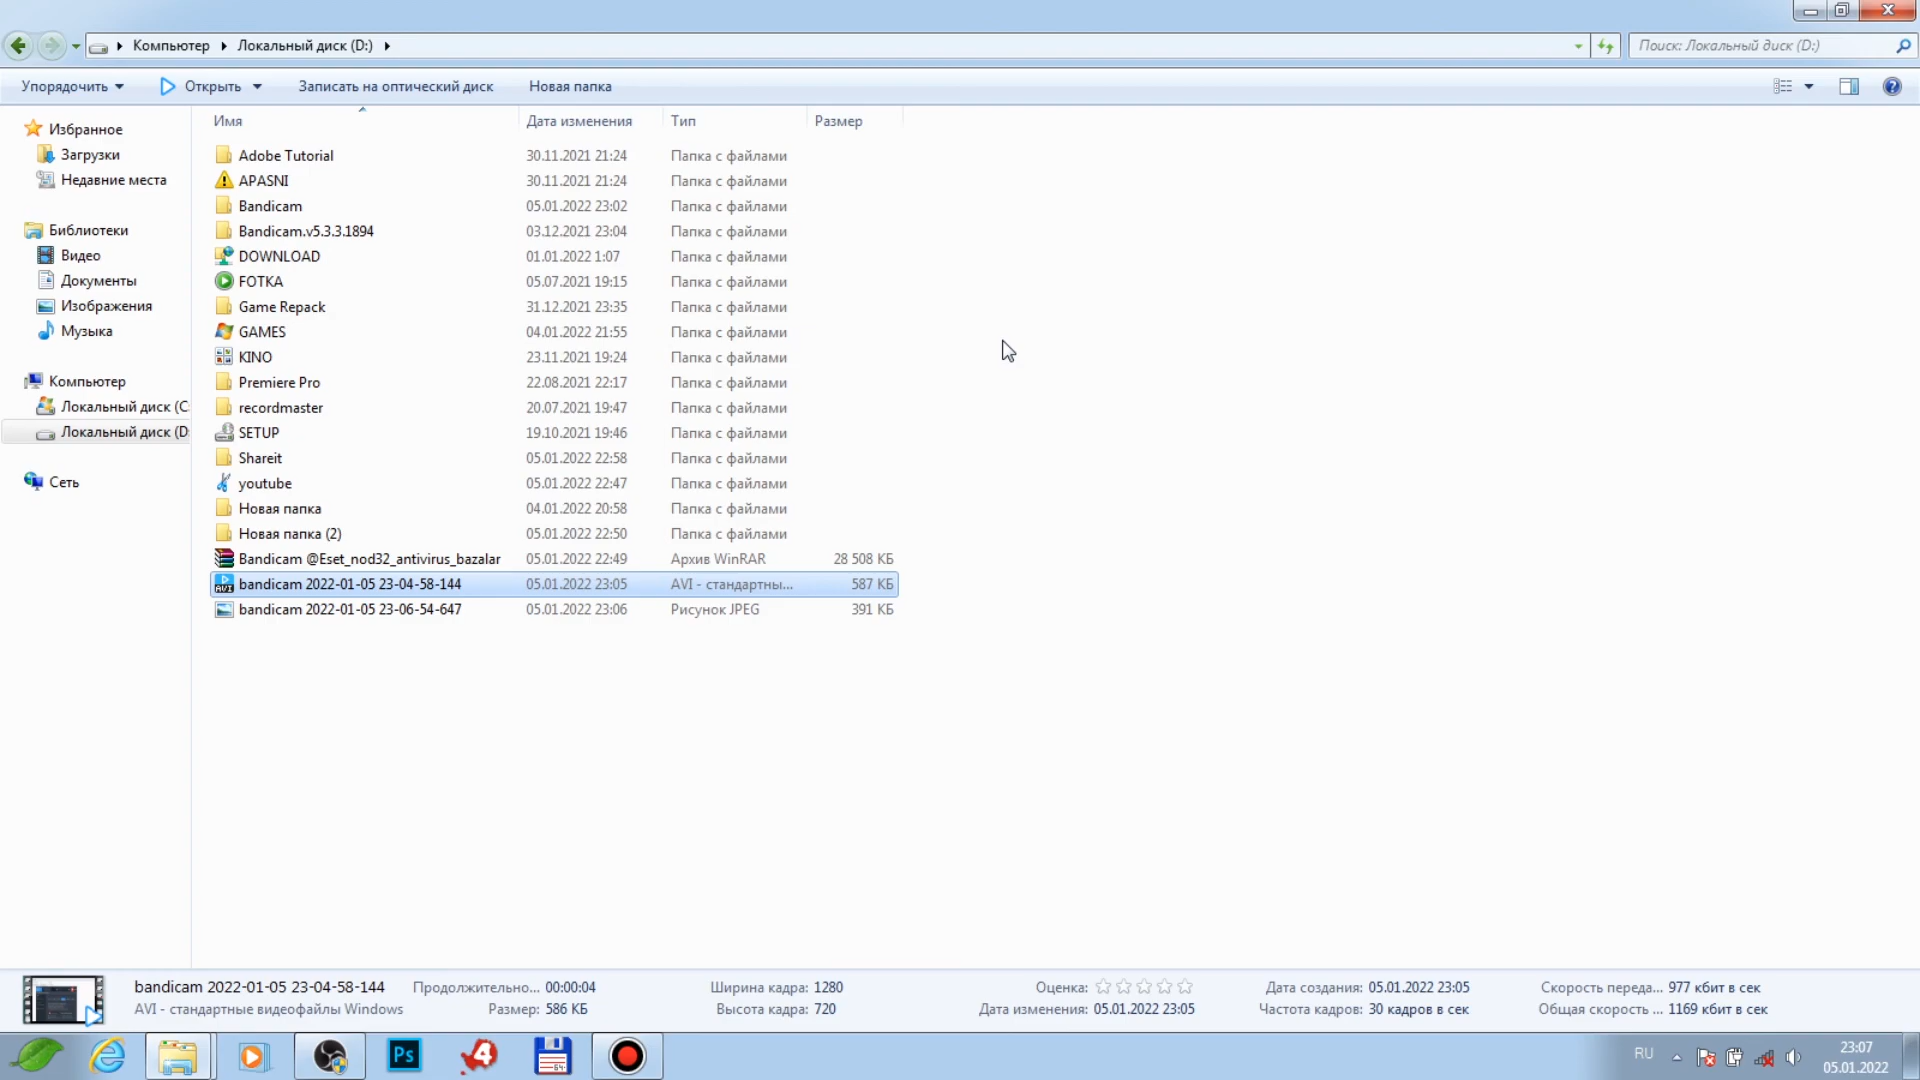 Компьютер Локальный диск (D:) Поиск: Локальный диск (D:)
Упорядочить Открыть Записать на оптический диск Новая папка
Имя Дата изменения Тип Размер
Избранное
Загрузки
Недавние места
Библиотеки
Видео
Документы
Изображения
Музыка
Компьютер
Локальный диск (C:
Локальный диск (D
Сеть
Adobe Tutorial 30.11.2021 21:24 Папка с файлами
APASNI 30.11.2021 21:24 Папка с файлами
Bandicam 05.01.2022 23:02 Папка с файлами
Bandicam.v5.3.3.1894 03.12.2021 23:04 Папка с файлами
DOWNLOAD 01.01.2022 1:07 Папка с файлами
FOTKA 05.07.2021 19:15 Папка с файлами
Game Repack 31.12.2021 23:35 Папка с файлами
GAMES 04.01.2022 21:55 Папка с файлами
KINO 23.11.2021 19:24 Папка с файлами
Premiere Pro 22.08.2021 22:17 Папка с файлами
recordmaster 20.07.2021 19:47 Папка с файлами
SETUP 19.10.2021 19:46 Папка с файлами
Shareit 05.01.2022 22:58 Папка с файлами
youtube 05.01.2022 22:47 Папка с файлами
Новая папка 04.01.2022 20:58 Папка с файлами
Новая папка (2) 05.01.2022 22:50 Папка с файлами
Bandicam @Eset_nod32_antivirus_bazalar 05.01.2022 22:49 Архив WinRAR 28 508 КБ
bandicam 2022-01-05 23-04-58-144 05.01.2022 23:05 AVI - стандартны... 587 КБ
bandicam 2022-01-05 23-06-54-647 05.01.2022 23:06 Рисунок JPEG 391 КБ
bandicam 2022-01-05 23-04-58-144 Продолжительно... 00:00:04 Ширина кадра: 1280 Оценка: Дата создания: 05.01.2022 23:05 Скорость переда... 977 кбит в сек
AVI - стандартные видеофайлы Windows Размер: 586 КБ Высота кадра: 720 Дата изменения: 05.01.2022 23:05 Частота кадров: 30 кадров в сек Общая скорость ... 1169 кбит в сек
Ps 4 64 RU 23:07
05.01.2022